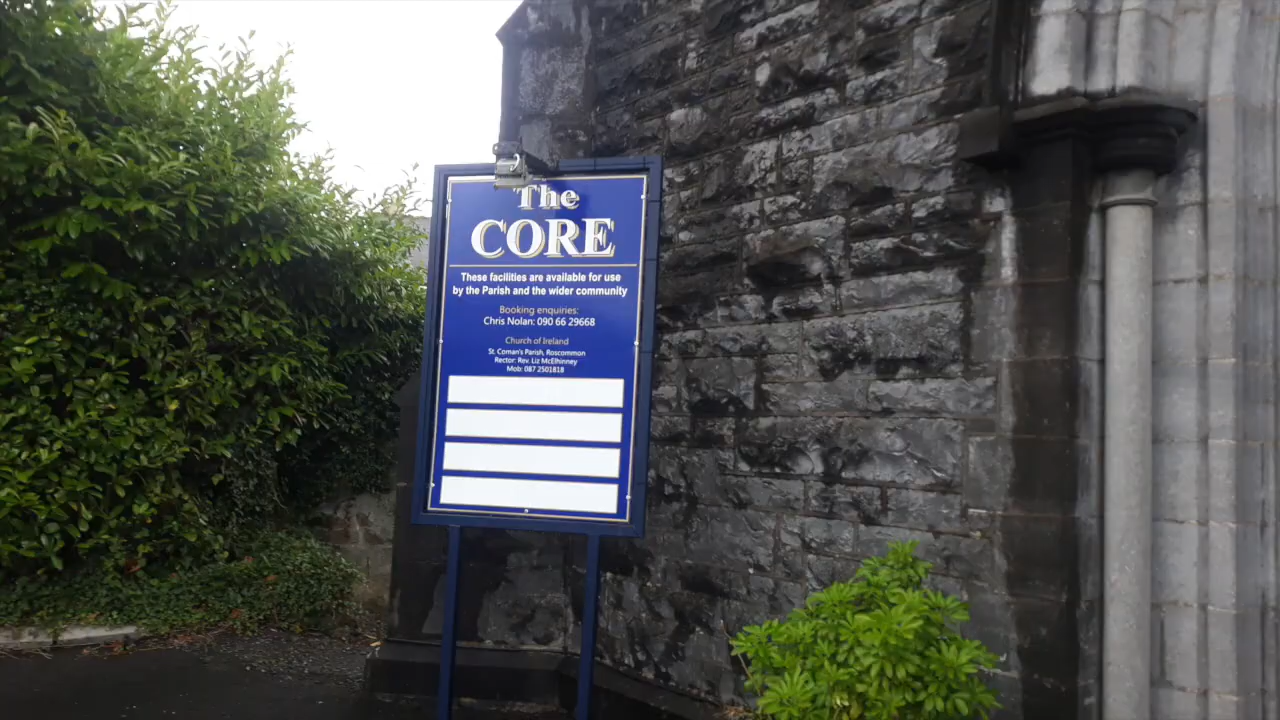 The
CORE
These facilities are available for use
by the Parish and the wider community
Booking enquiries:
Chris Nolan: 090 66 29668
Church of Ireland
St. Coman's Parish, Roscommon
Rector: Rev. Liz McElhinney
Mob: 087 2501818